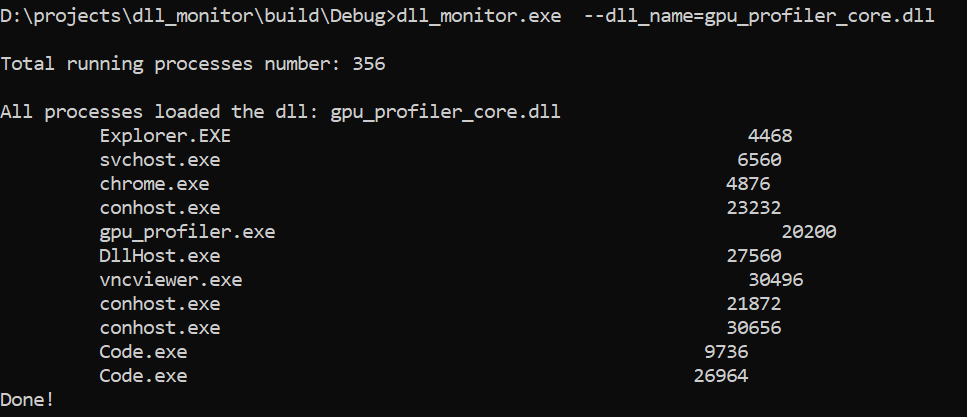 D:\projects\dll_monitor\build\Debug>dll_monitor.exe  --dll_name=gpu_profiler_core.dll
Total running processes number: 356
All processes loaded the dll: gpu_profiler_core.dll
Explorer.EXE 4468
svchost.exe 6560
chrome.exe 4876
conhost.exe 23232
gpu_profiler.exe 20200
DllHost.exe 27560
vncviewer.exe 30496
conhost.exe 21872
conhost.exe 30656
Code.exe 9736
Code.exe 26964
Done!